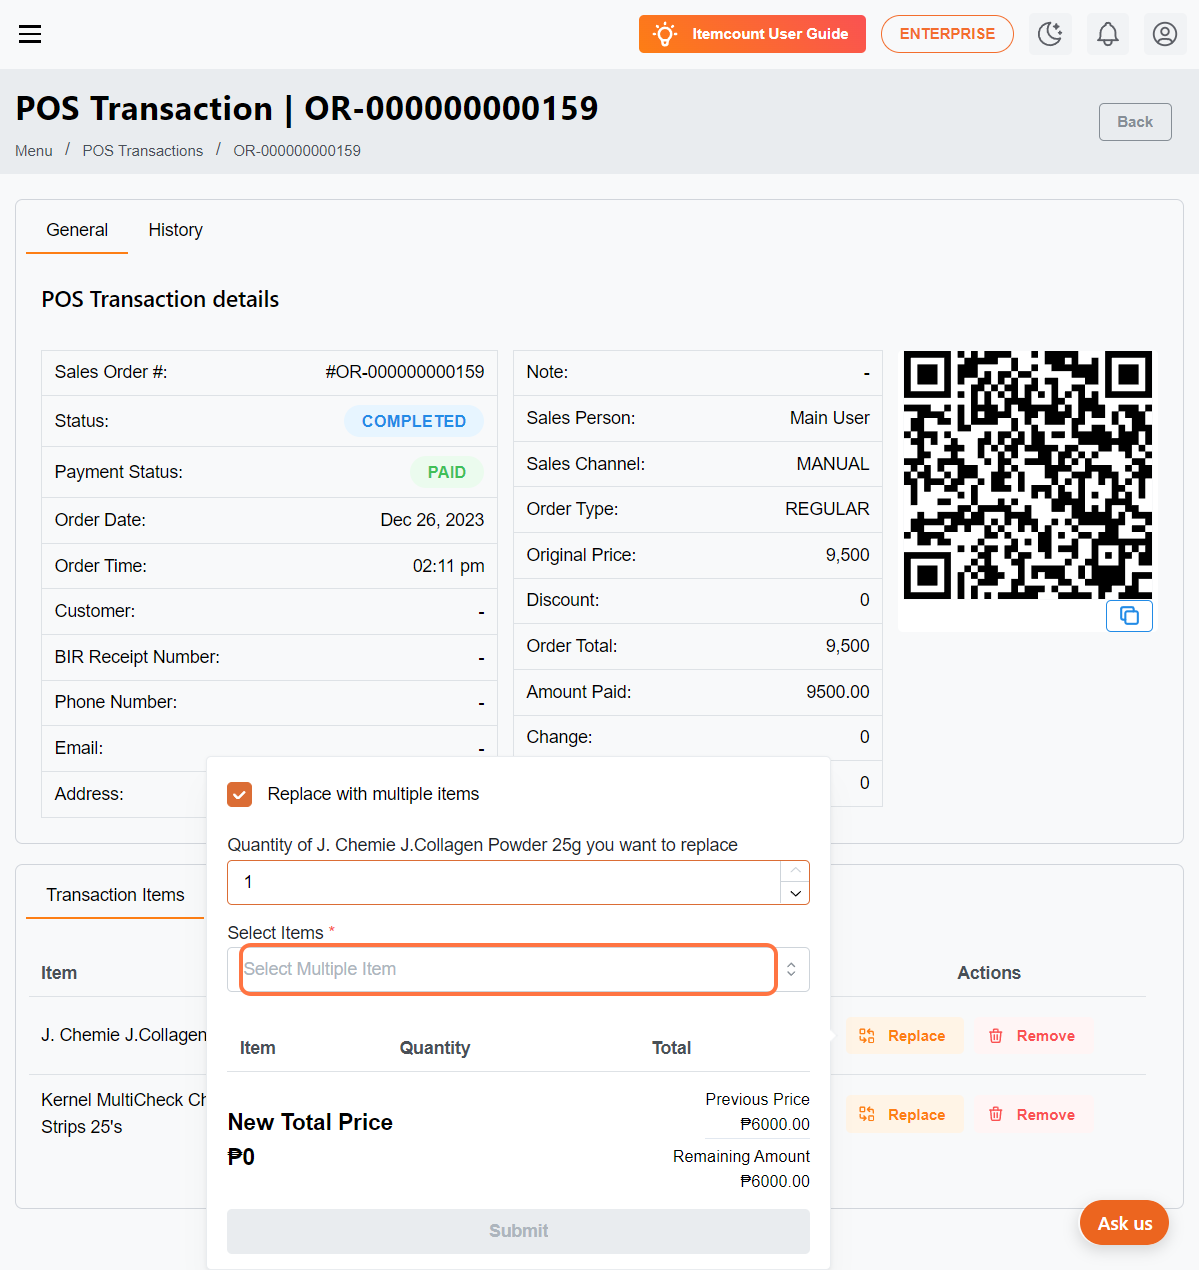 Itemcount User Guide
ENTERPRISE
POS Transaction | OR-000000000159
Back
Menu / POS Transactions / OR-000000000159
General
History
POS Transaction details
Sales Order #: #OR-000000000159
Status: COMPLETED
Payment Status: PAID
Order Date: Dec 26, 2023
Order Time: 02:11 pm
Customer: -
BIR Receipt Number: -
Phone Number: -
Email: -
Address:
Note: -
Sales Person: Main User
Sales Channel: MANUAL
Order Type: REGULAR
Original Price: 9,500
Discount: 0
Order Total: 9,500
Amount Paid: 9500.00
Change: 0
0
Replace with multiple items
Quantity of J. Chemie J.Collagen Powder 25g you want to replace
1
Select Items *
Select Multiple Item
Item Quantity Total
New Total Price
₱0
Previous Price
₱6000.00
Remaining Amount
₱6000.00
Submit
Transaction Items
Item Actions
J. Chemie J.Collagen
Replace Remove
Kernel MultiCheck Ch
Strips 25's
Replace Remove
Ask us